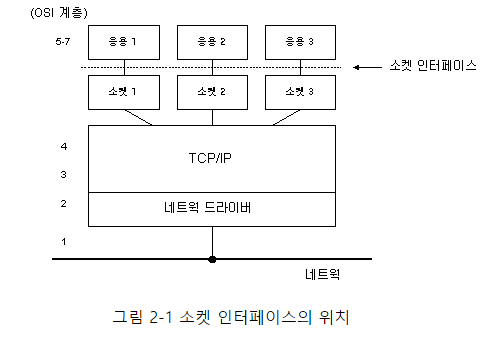 (OSI 계층)
5-7
응용 1
응용 2
응용 3
소켓 인터페이스
소켓 1
소켓 2
소켓 3
4
TCP/IP
3
2
네트웍 드라이버
1
네트웍
그림 2-1 소켓 인터페이스의 위치